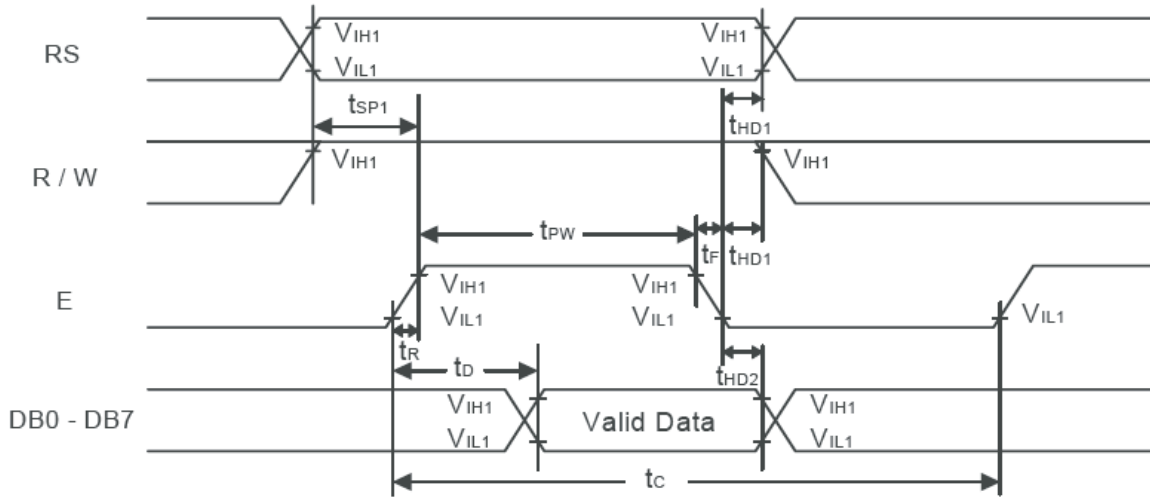 RS
VIH1
VIH1
VIL1
VIL1
tSP1
tHD1
R / W
VIH1
VIH1
tPW
tF
tHD1
E
VIH1
VIH1
VIL1
VIL1
VIL1
tR
tD
tHD2
DB0 - DB7
VIH1
Valid Data
VIH1
VIL1
VIL1
tC